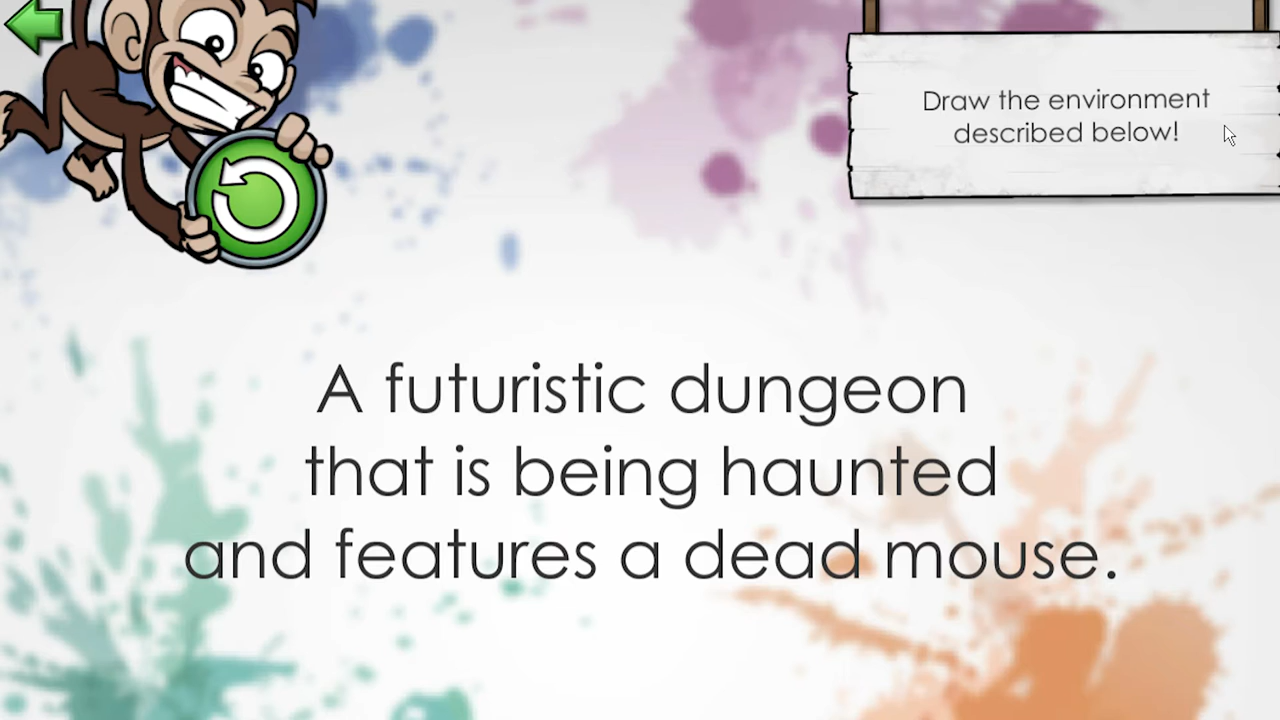 Draw the environment
described below!
A futuristic dungeon
that is being haunted
and features a dead mouse.